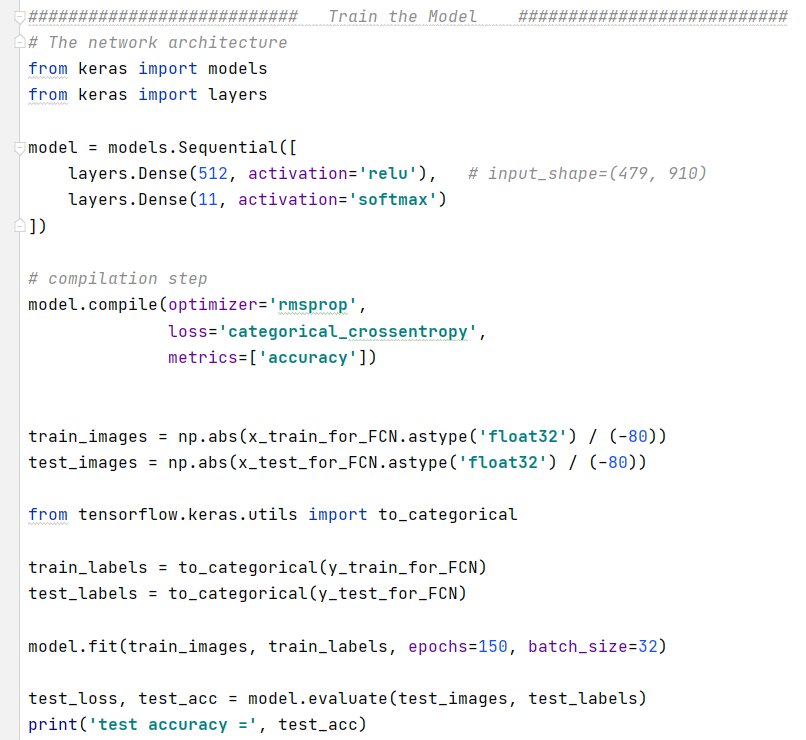 ###########################   Train the Model    ###########################
# The network architecture
from keras import models
from keras import layers
model = models.Sequential([
    layers.Dense(512, activation='relu'),   # input_shape=(479, 910)
    layers.Dense(11, activation='softmax')
])
# compilation step
model.compile(optimizer='rmsprop',
              loss='categorical_crossentropy',
              metrics=['accuracy'])
train_images = np.abs(x_train_for_FCN.astype('float32') / (-80))
test_images = np.abs(x_test_for_FCN.astype('float32') / (-80))
from tensorflow.keras.utils import to_categorical
train_labels = to_categorical(y_train_for_FCN)
test_labels = to_categorical(y_test_for_FCN)
model.fit(train_images, train_labels, epochs=150, batch_size=32)
test_loss, test_acc = model.evaluate(test_images, test_labels)
print('test accuracy =', test_acc)